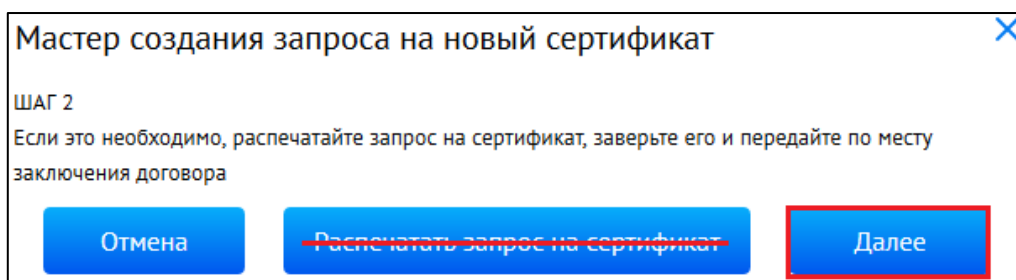 Мастер создания запроса на новый сертификат
ШАГ 2
Если это необходимо, распечатайте запрос на сертификат, заверьте его и передайте по месту
заключения договора
Отмена
Распечатать запрос на сертификат
Далее